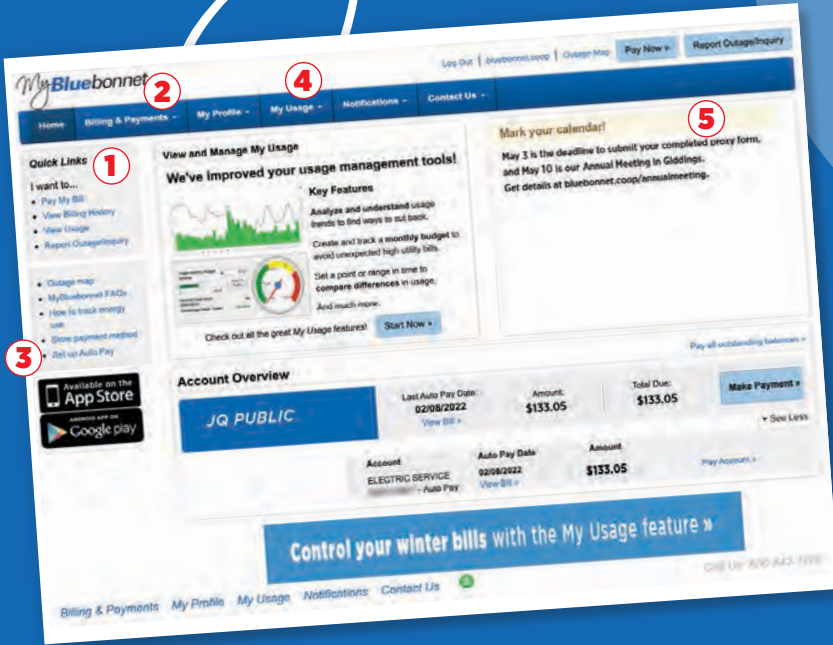 MyBluebonnet
Log Out | bluebonnet.coop | Outage Map
Pay Now »
Report Outage/Inquiry
2
4
Home
Billing & Payments
My Profile
My Usage
Notifications
Contact Us
Quick Links
1
I want to...
• Pay My Bill
• View Billing History
• View Usage
• Report Outage/Inquiry
• Outage map
• MyBluebonnet FAQs
• How to track energy
use
• Store payment method
• Set up Auto Pay
3
Available on the
App Store
ANDROID APP ON
Google play
View and Manage My Usage
We've improved your usage management tools!
Key Features
Analyze and understand usage
trends to find ways to cut back.
Create and track a monthly budget to
avoid unexpected high utility bills.
Set a point or range in time to
compare differences in usage.
And much more.
Check out all the great My Usage features!
Start Now »
Mark your calendar!
5
May 3 is the deadline to submit your completed proxy form,
and May 10 is our Annual Meeting in Giddings.
Get details at bluebonnet.coop/annualmeeting.
Pay all outstanding balances »
Account Overview
JQ PUBLIC
Last Auto Pay Date:
02/08/2022
View Bill »
Amount:
$133.05
Total Due:
$133.05
Make Payment »
See Less
Account
ELECTRIC SERVICE
- Auto Pay
Auto Pay Date
02/08/2022
View Bill »
Amount
$133.05
Pay Account »
Control your winter bills with the My Usage feature »
Billing & Payments
My Profile
My Usage
Notifications
Contact Us
Call Us: 800-842-